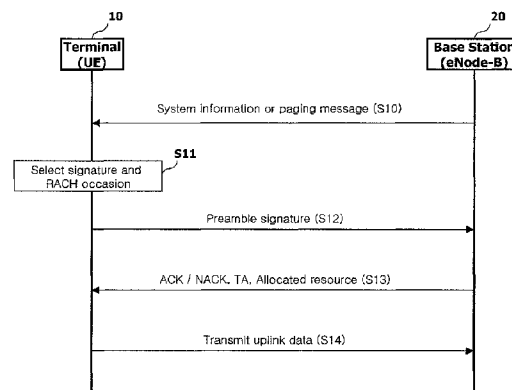 10
Terminal
(UE)
20
Base Station
(eNode-B)
System information or paging message (S10)
S11
Select signature and
RACH occasion
Preamble signature (S12)
ACK / NACK. TA, Allocated resource (S13)
Transmit uplink data (S14)